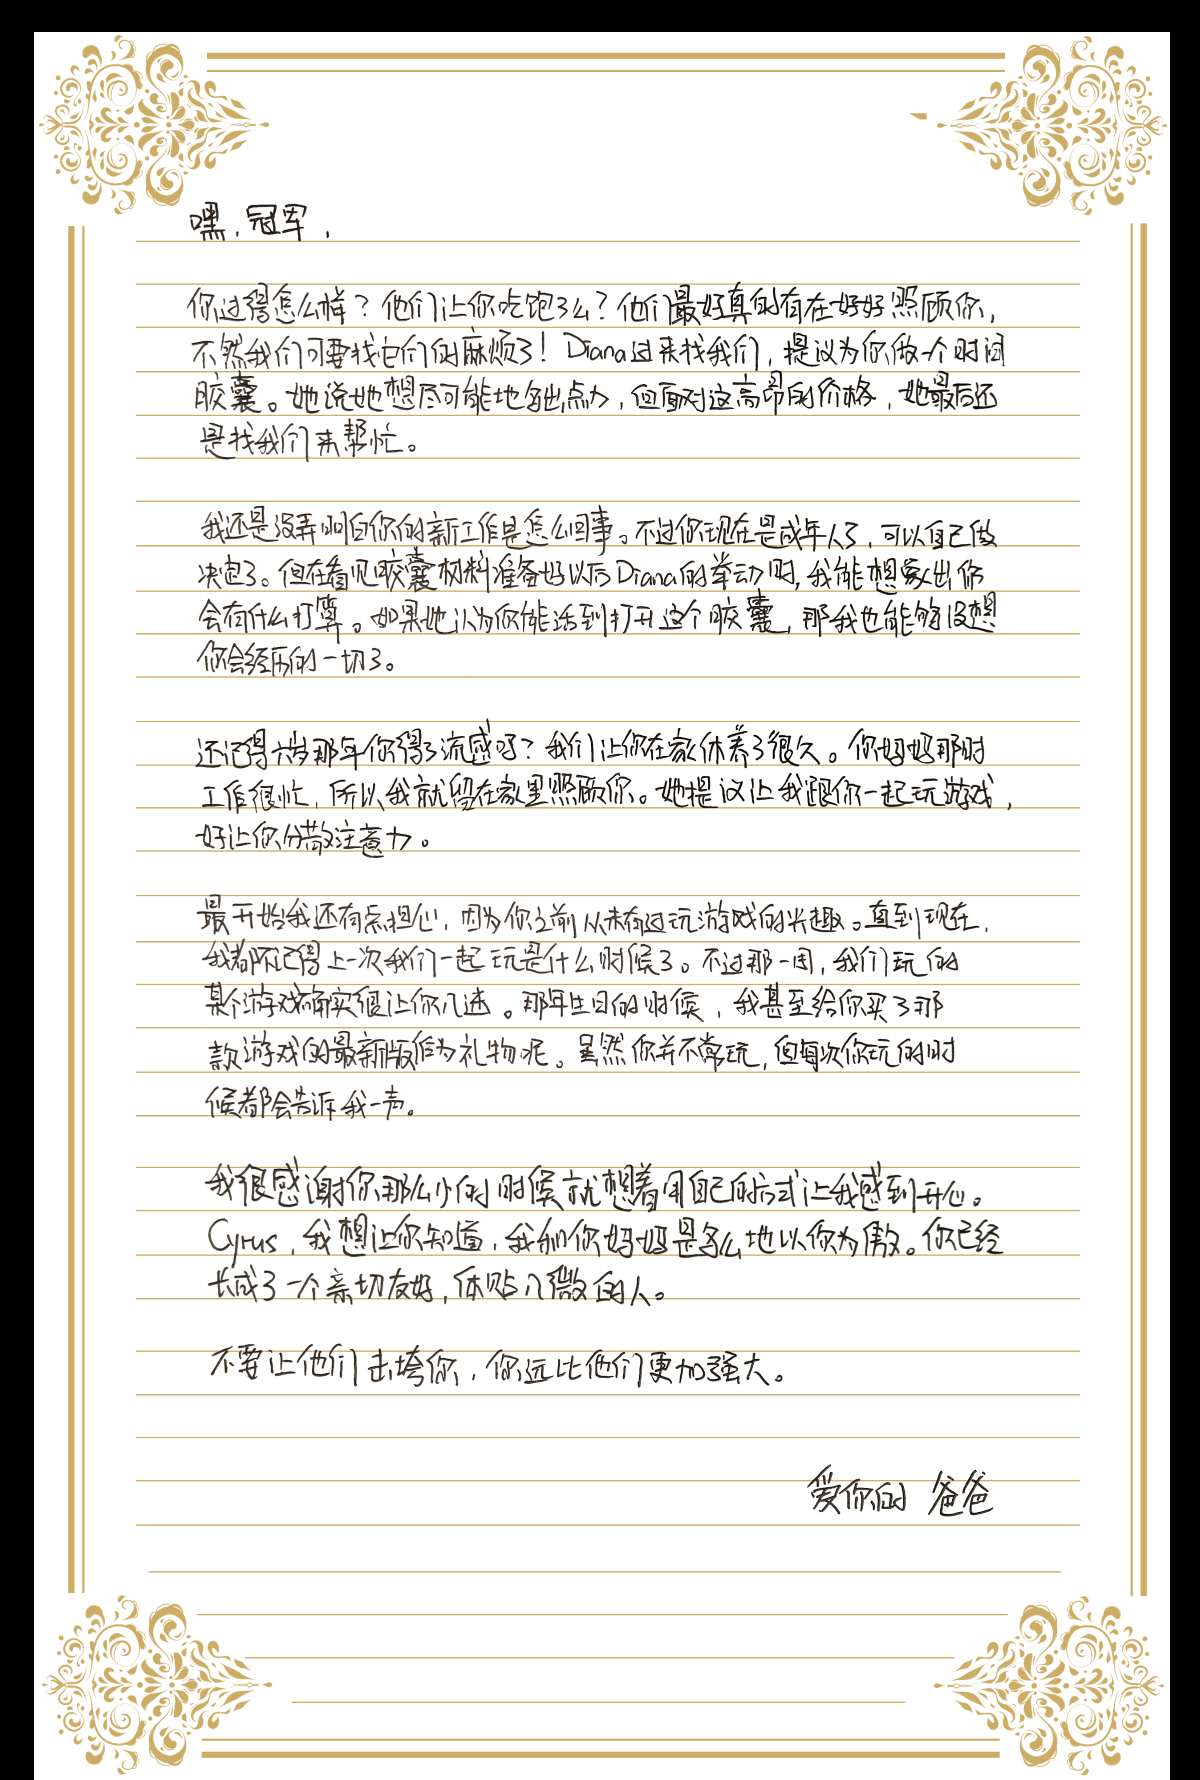 嘿，冠军，
你过得怎么样？他们让你吃饱了么？他们最好真的有在好好照顾你，
不然我们可要找它们的麻烦了！Diana过来找我们，提议为你做一个时间
胶囊。她说她想尽可能地多出点力，但面对这高昂的价格，她最后还
是找我们来帮忙。
我还是没弄明白你的新工作是怎么回事。不过你现在是成年人了，可以自己做
决定了。但在看见胶囊材料准备好以后Diana的举动时，我能想象出你
会有什么打算。如果她认为你能活到打开这个胶囊，那我也能够设想
你会经历的一切了。
还记得六岁那年你得了流感吗？我们让你在家休养了很久。你妈妈那时
工作很忙，所以我就留在家里照顾你。她提议让我跟你一起玩游戏，
好让你分散注意力。
最开始我还有点担心，因为你之前从未有过玩游戏的兴趣。直到现在，
我都不记得上一次我们一起玩是什么时候了。不过那一周，我们玩的
某个游戏确实很让你入迷。那年生日的时候，我甚至给你买了那
款游戏的最新版作为礼物呢。虽然你并不常玩，但每次你玩的时
候都会告诉我一声。
我很感谢你那么小的时候就想着用自己的方式让我感到开心。
Cyrus，我想让你知道，我和你妈妈是多么地以你为傲。你已经
长成了一个亲切友好，体贴入微的人。
不要让他们击垮你，你远比他们更加强大。
爱你的 爸爸